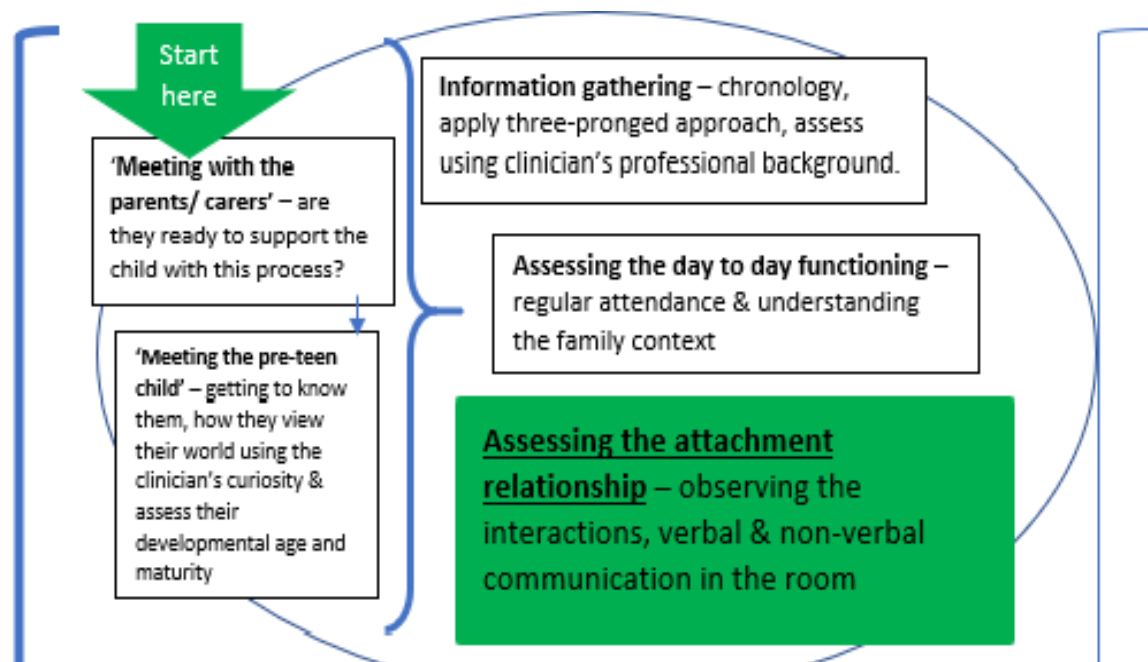 Start
here
‘Meeting with the
parents/ carers’ – are
they ready to support the
child with this process?
‘Meeting the pre-teen
child’ – getting to know
them, how they view
their world using the
clinician’s curiosity &
assess their
developmental age and
maturity
Information gathering – chronology,
apply three-pronged approach, assess
using clinician’s professional background.
Assessing the day to day functioning –
regular attendance & understanding
the family context
Assessing the attachment
relationship – observing the
interactions, verbal & non-verbal
communication in the room